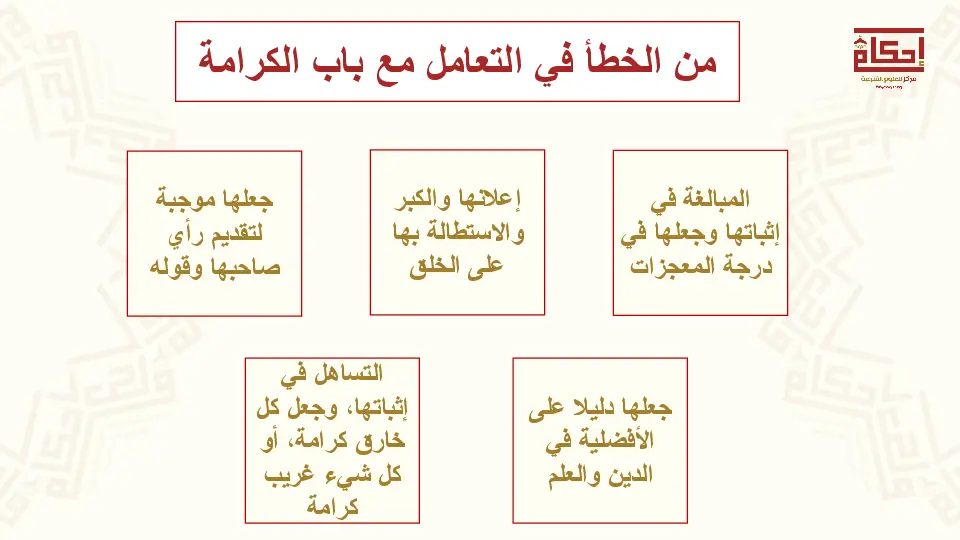 من الخطأ في التعامل مع باب الكرامة
إحكام
مركز للعلوم الشرعية
المبالغة في
إثباتها وجعلها في
درجة المعجزات
إعلانها والكبر
والاستطالة بها
على الخلق
جعلها موجبة
لتقديم رأي
صاحبها وقوله
جعلها دليلا على
الأفضلية في
الدين والعلم
التساهل في
إثباتها، وجعل كل
خارق كرامة، أو
كل شيء غريب
كرامة